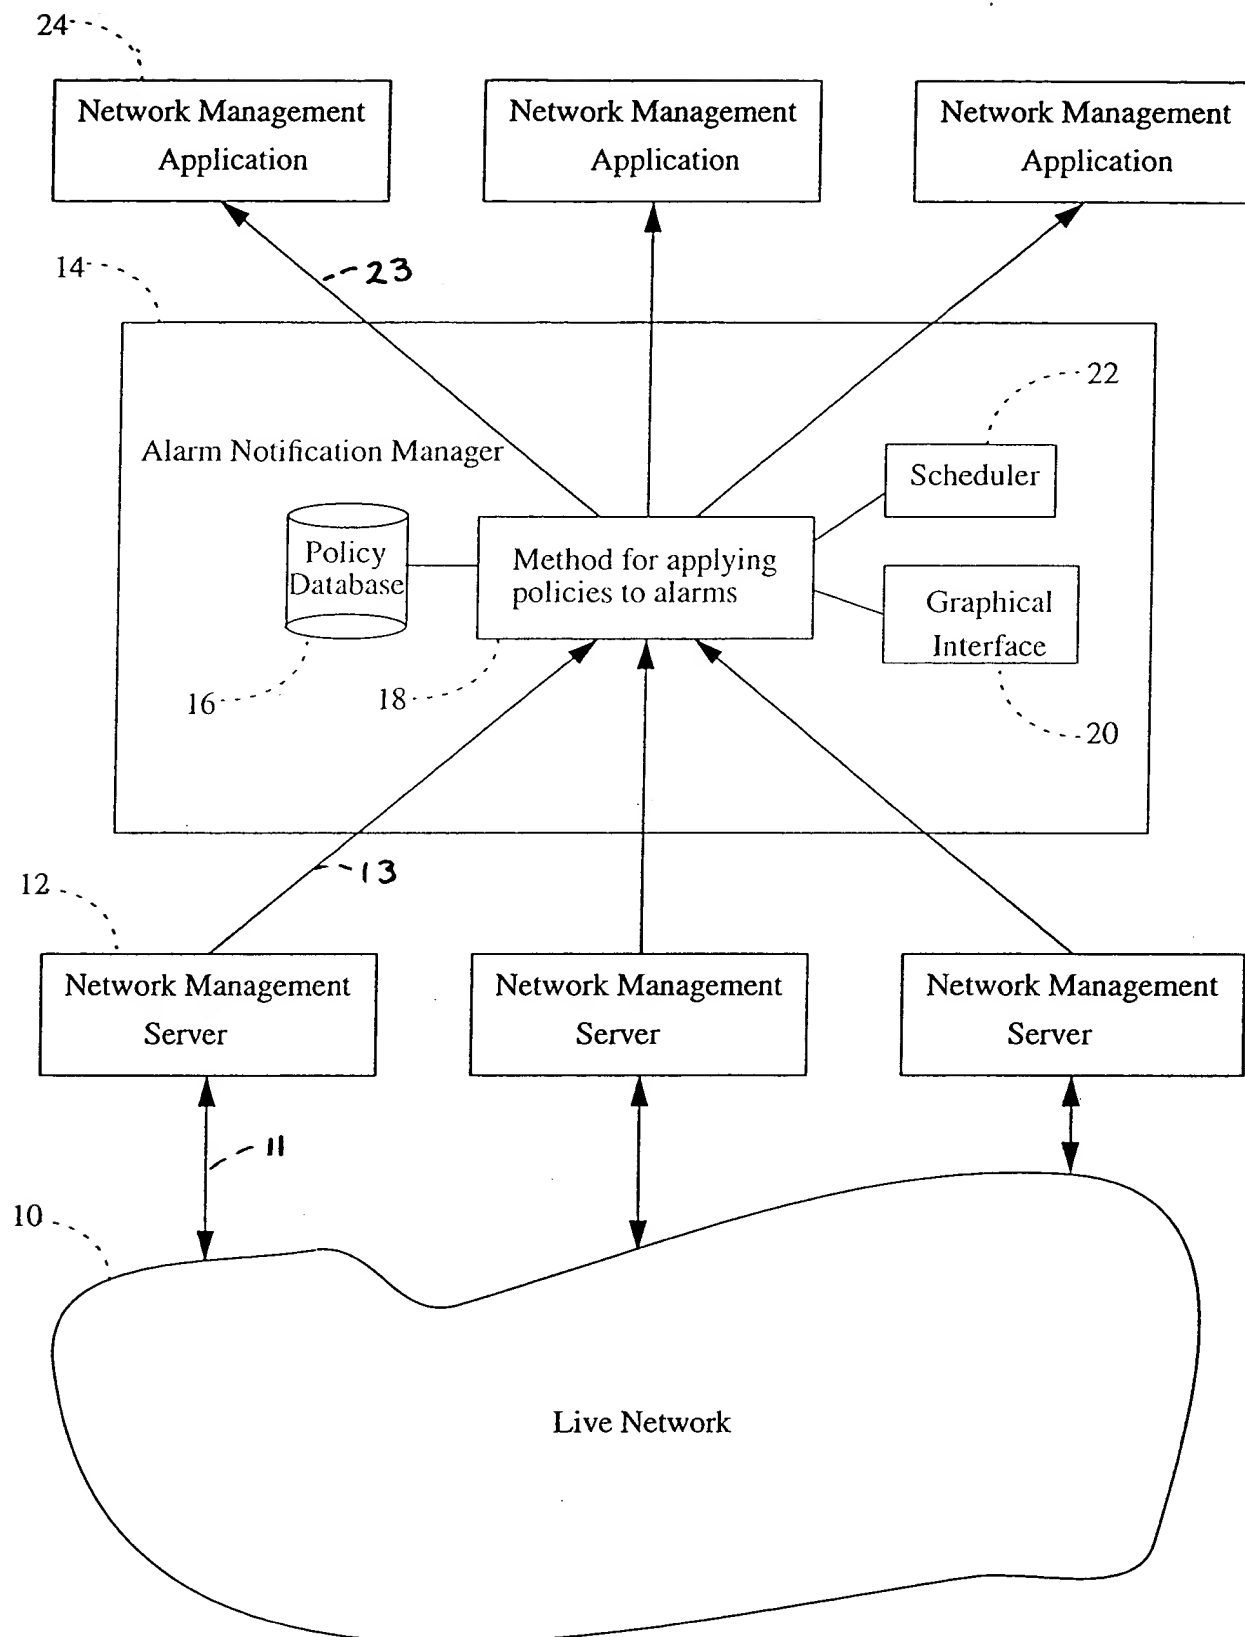 24
Network Management
Application
Network Management
Application
Network Management
Application
14
23
22
Alarm Notification Manager
Scheduler
Policy
Database
Method for applying
policies to alarms
Graphical
Interface
16
18
20
12
13
Network Management
Server
Network Management
Server
Network Management
Server
11
10
Live Network